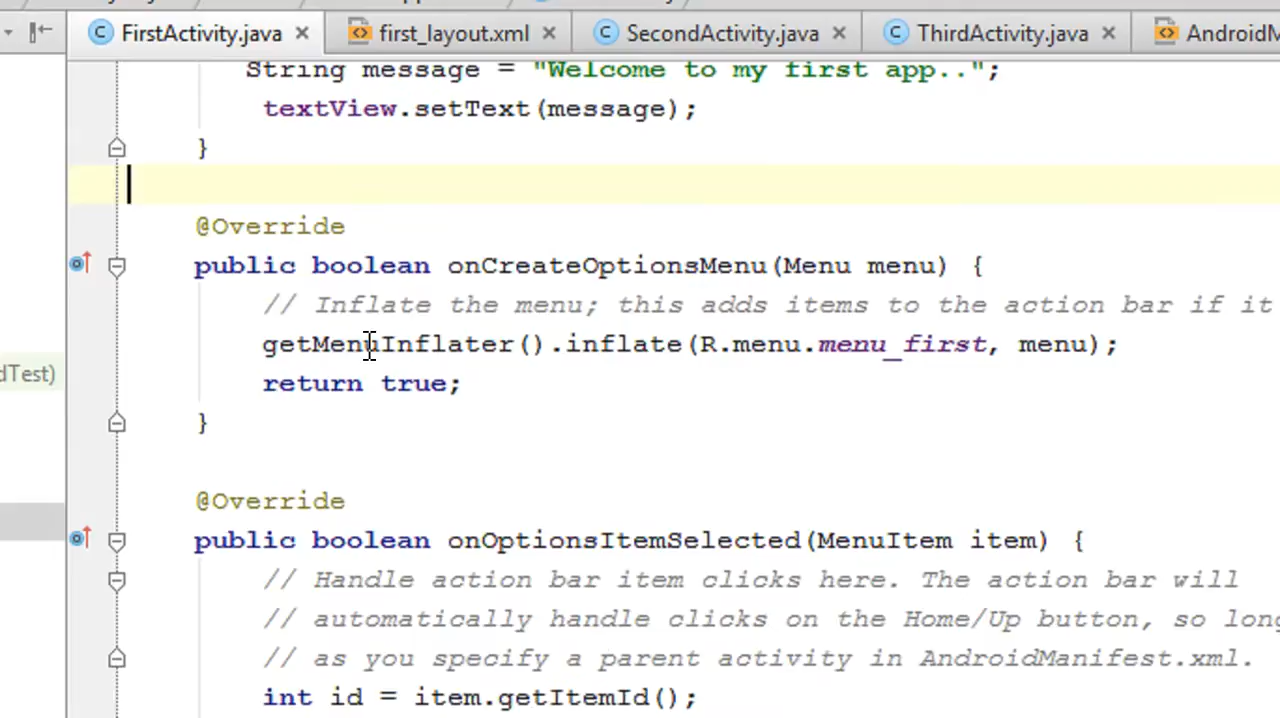 FirstActivity.java
first_layout.xml
SecondActivity.java
ThirdActivity.java
AndroidM
String message = "Welcome to my first app..";
textView.setText(message);
}
@Override
public boolean onCreateOptionsMenu(Menu menu) {
// Inflate the menu; this adds items to the action bar if it
getMenuInflater().inflate(R.menu.menu_first, menu);
dTest)
return true;
}
@Override
public boolean onOptionsItemSelected(MenuItem item) {
// Handle action bar item clicks here. The action bar will
// automatically handle clicks on the Home/Up button, so long
// as you specify a parent activity in AndroidManifest.xml.
int id = item.getItemId();